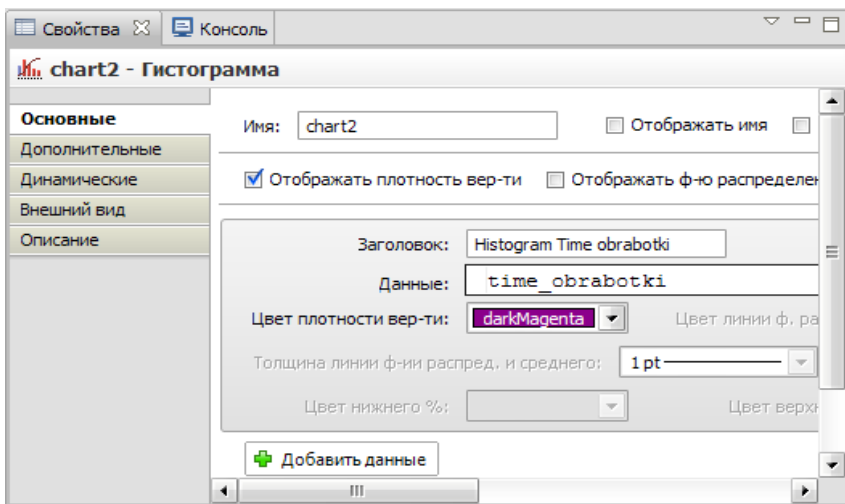 Свойства Консоль
chart2 - Гистограмма
Основные
Дополнительные
Динамические
Внешний вид
Описание
Имя: chart2 Отображать имя
Отображать плотность вер-ти Отображать ф-ю распределен
Заголовок: Histogram Time obrabotki
Данные: time_obrabotki
Цвет плотности вер-ти: darkMagenta Цвет линии ф. ра
Толщина линии ф-ии распред. и среднего: 1 pt
Цвет нижнего %: Цвет верхн
Добавить данные